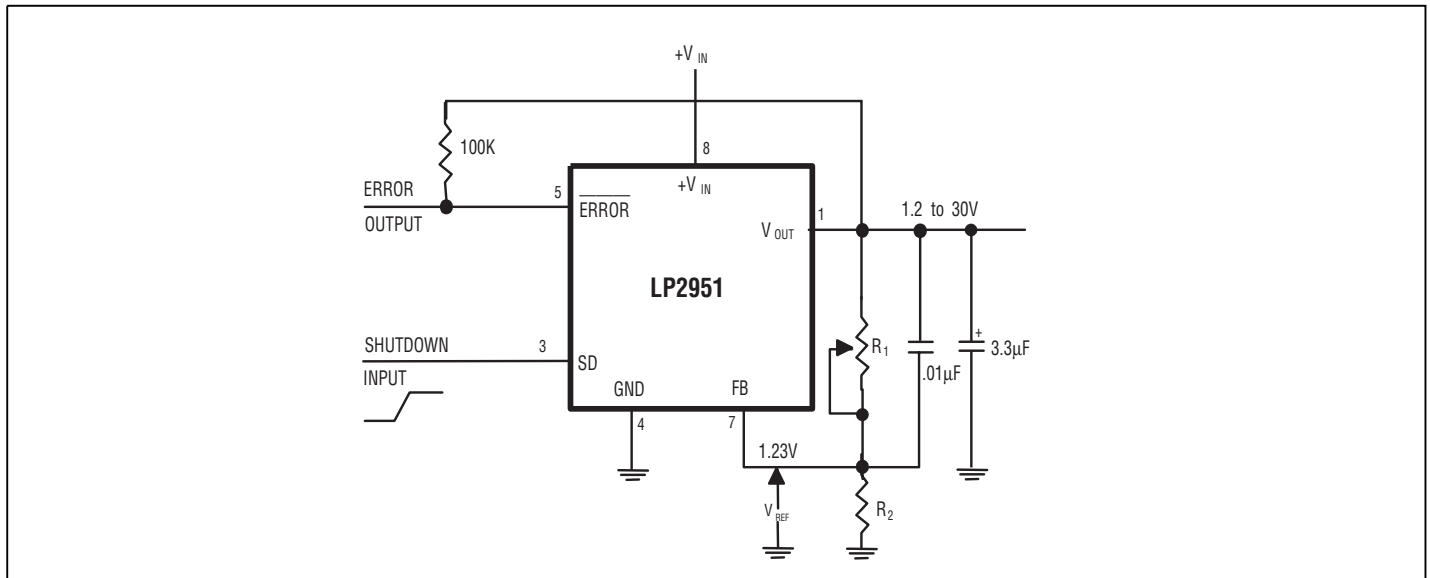 +V IN
100K
8
+V IN
ERROR
OUTPUT
5
ERROR
1
1.2 to 30V
V OUT
LP2951
SHUTDOWN
INPUT
3
SD
R1
.01µF
+
3.3µF
GND
FB
4
7
1.23V
V REF
R2